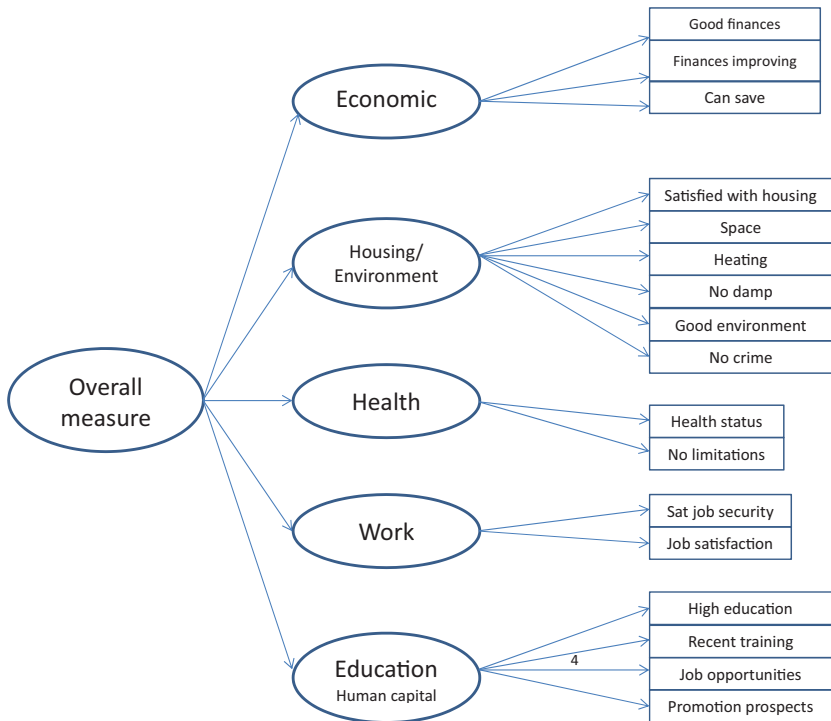 Good finances
Finances improving
Can save
Economic
Satisfied with housing
Space
Heating
No damp
Good environment
No crime
Housing/
Environment
Overall
measure
Health
Health status
No limitations
Work
Sat job security
Job satisfaction
Education
Human capital
4
High education
Recent training
Job opportunities
Promotion prospects